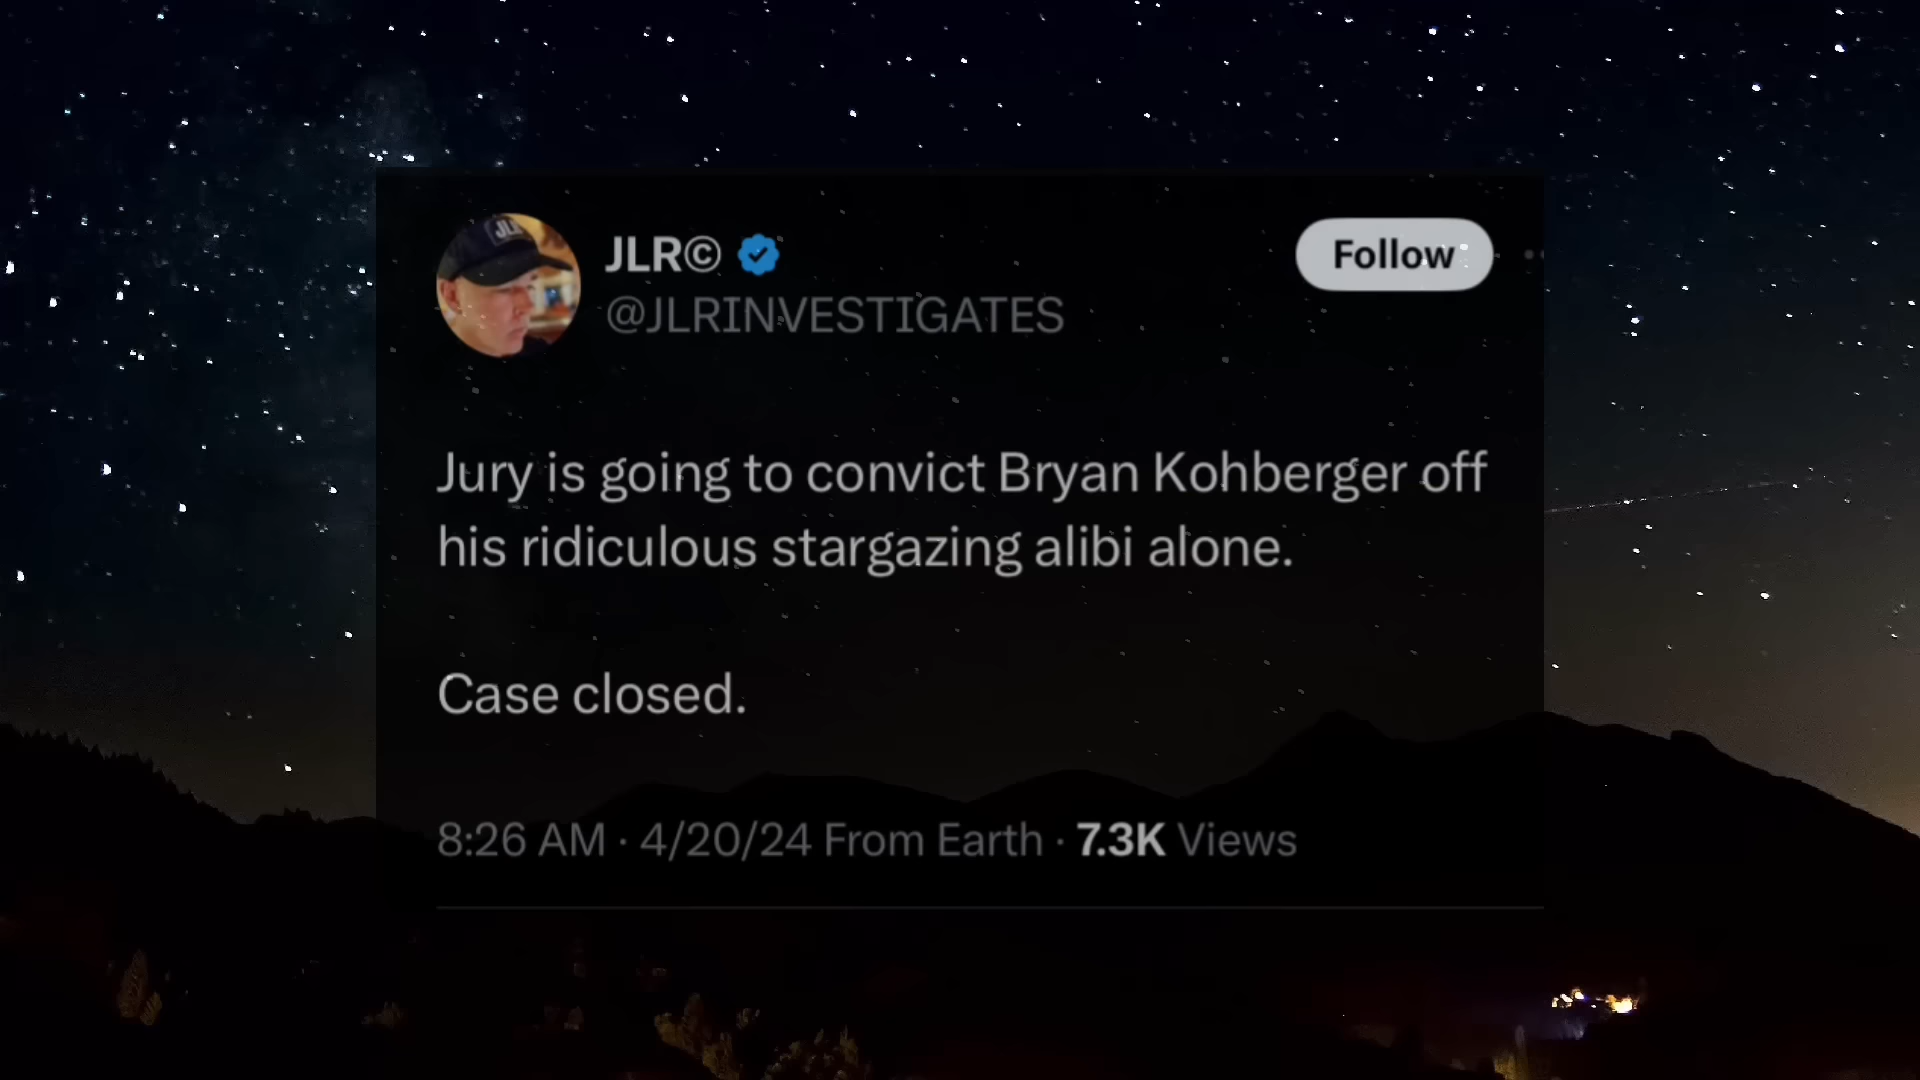 JLR©
Follow
@JLRINVESTIGATES
Jury is going to convict Bryan Kohberger off
his ridiculous stargazing alibi alone.
Case closed.
8:26 AM · 4/20/24 From Earth · 7.3K Views